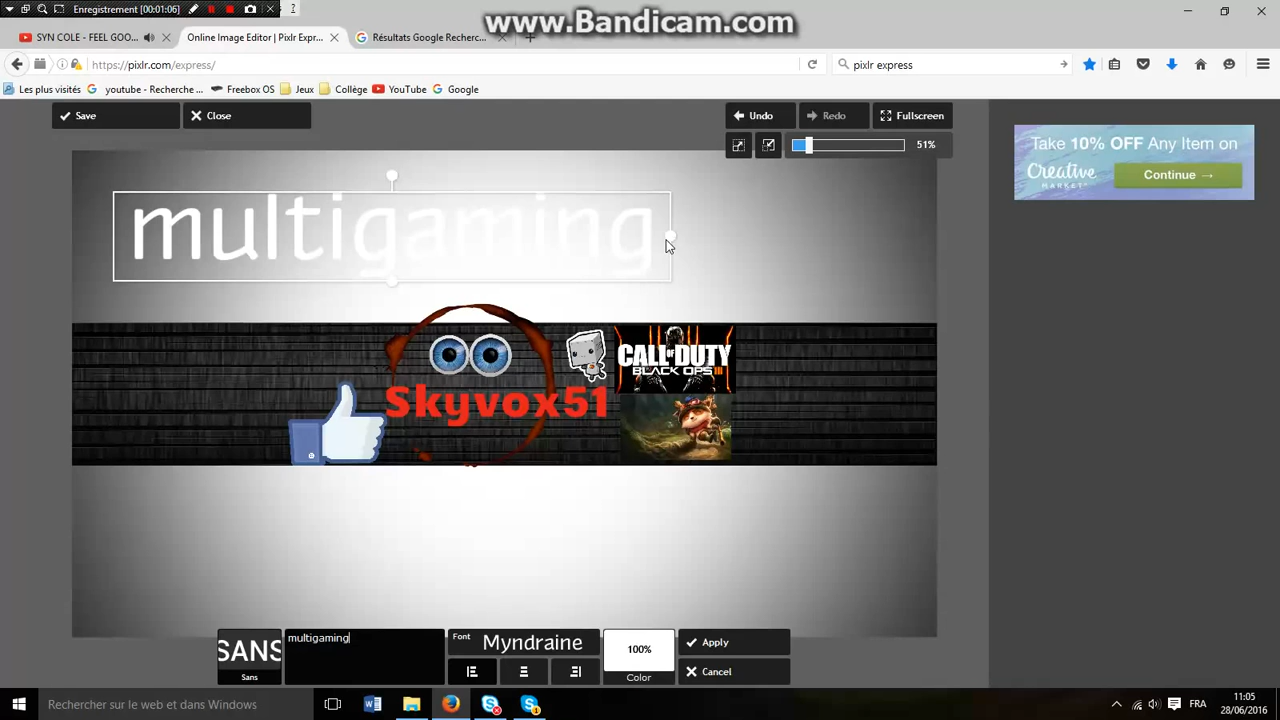 Enregistrement [00:01:06]
?
www.Bandicam.com
SYN COLE - FEEL GOO...
Online Image Editor | Pixlr Expr...
Résultats Google Recherc...
https://pixlr.com/express/
pixlr express
Les plus visités
youtube - Recherche ...
Freebox OS
Jeux
Collège
YouTube
Google
Save
Close
Undo
Redo
Fullscreen
51%
Take 10% OFF Any Item on
Creative MARKET
Continue →
multigaming
CALL OF DUTY
BLACK OPS III
Skyvox51
SANS
Sans
multigaming
Font
Myndraine
100%
Color
Apply
Cancel
Rechercher sur le web et dans Windows
FRA
11:05
28/06/2016